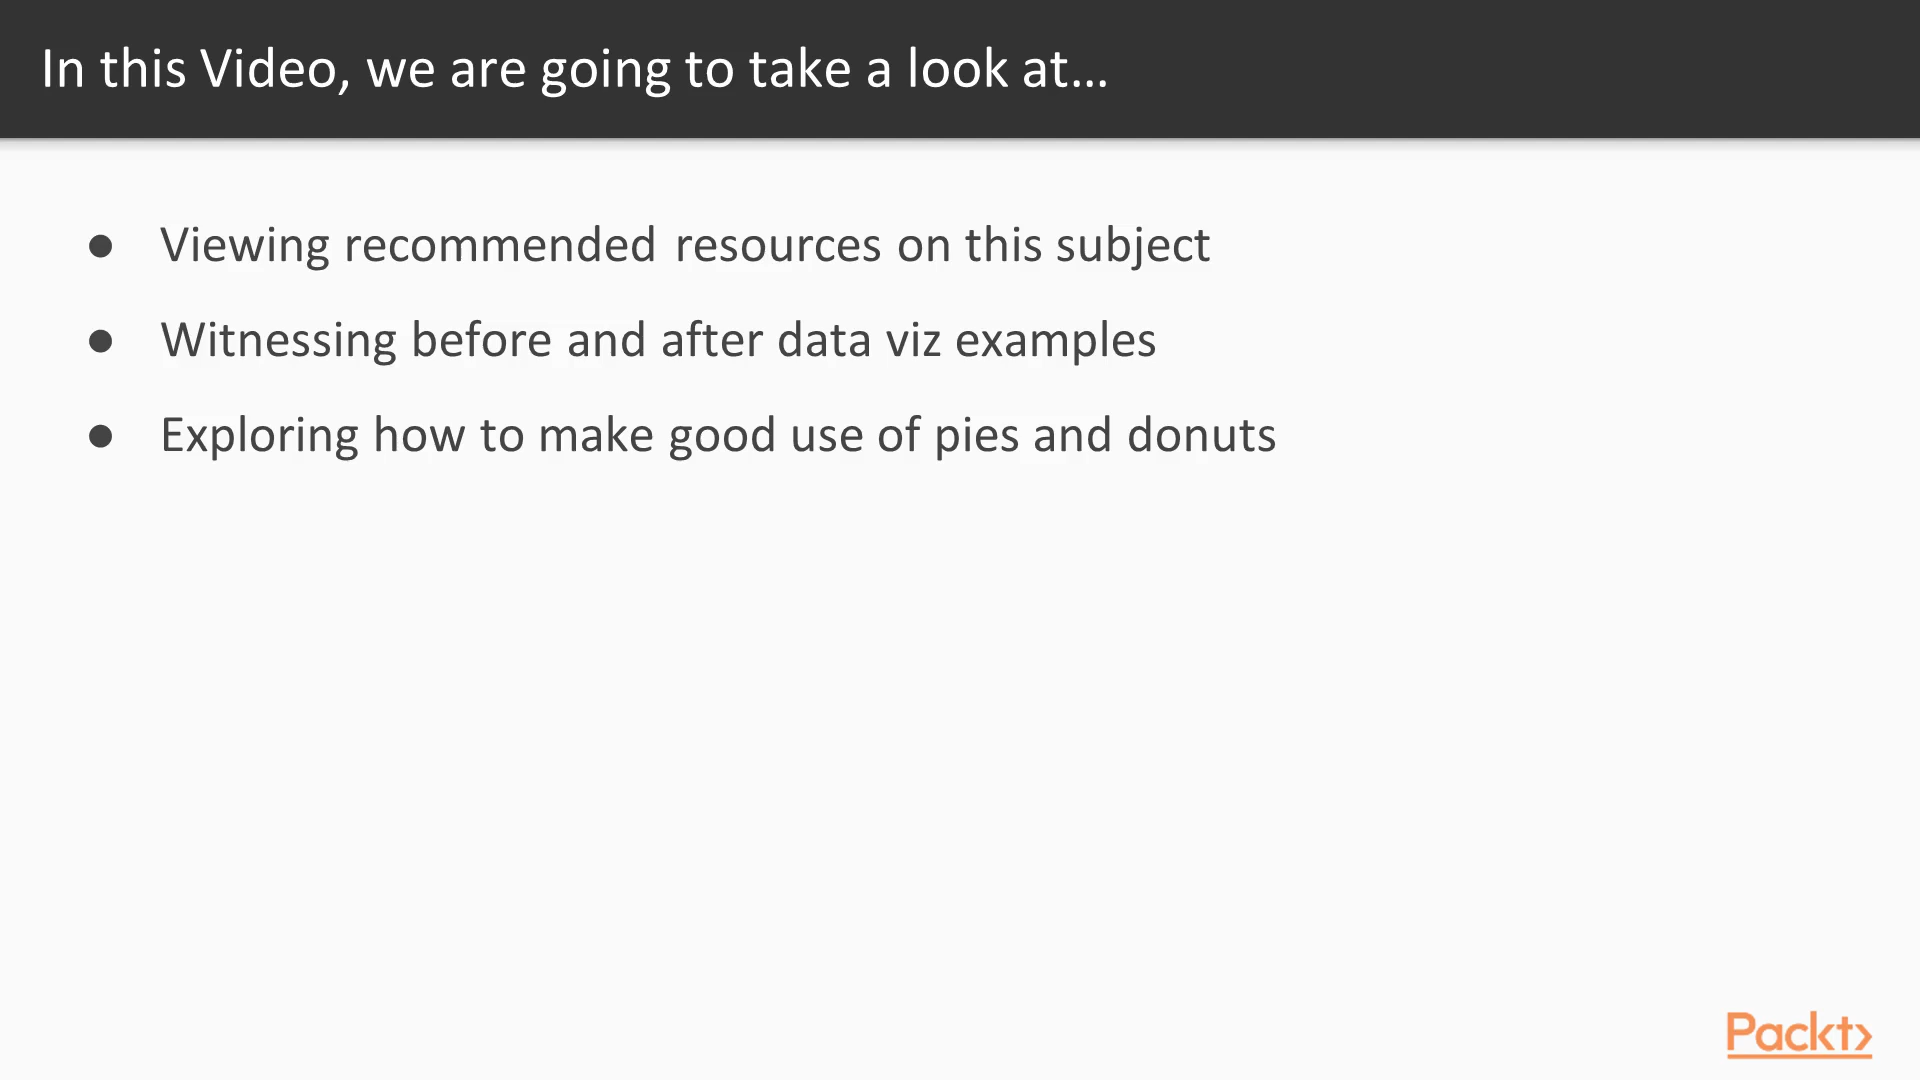 In this Video, we are going to take a look at...
● Viewing recommended resources on this subject
● Witnessing before and after data viz examples
● Exploring how to make good use of pies and donuts
Packt>